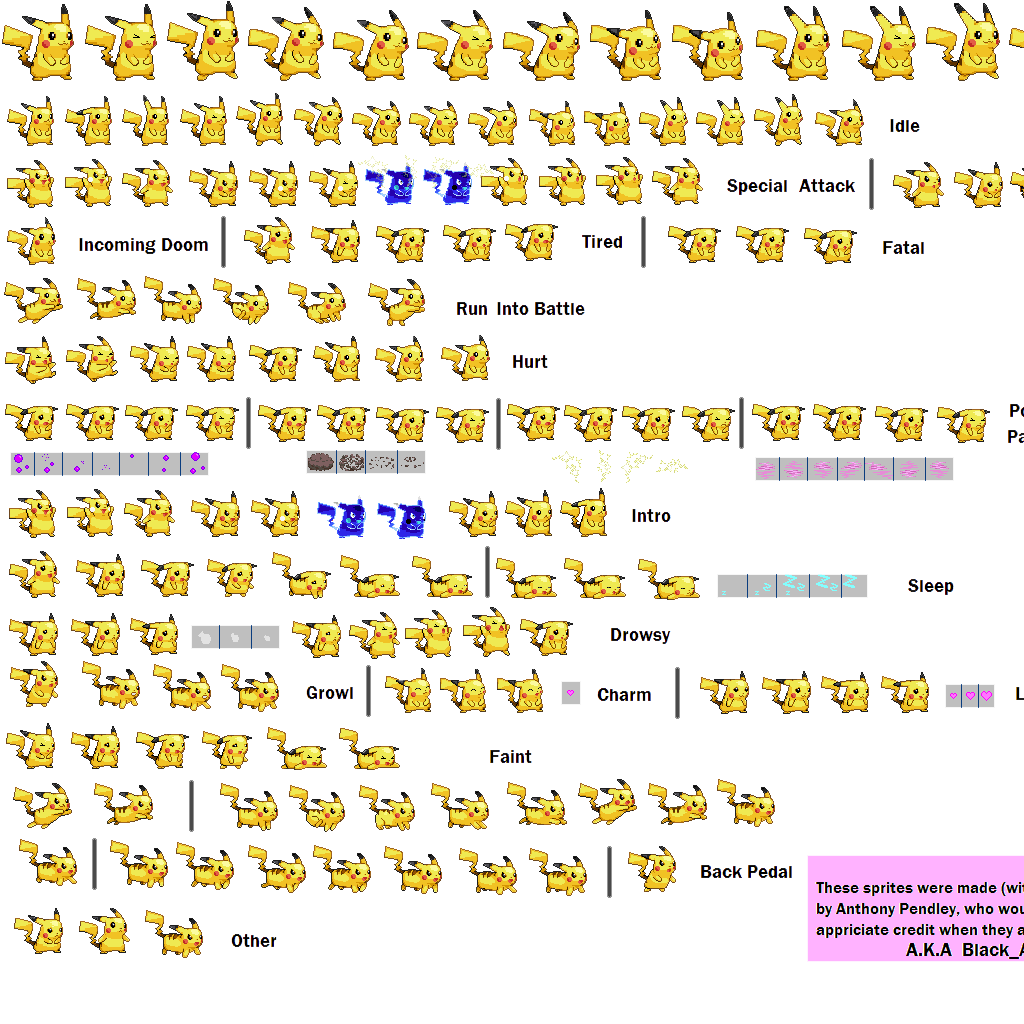 Idle
Special Attack
Incoming Doom
Tired
Fatal
Run Into Battle
Hurt
Intro
Sleep
Drowsy
Growl
Charm
Faint
Back Pedal
Other
These sprites were made
by Anthony Pendley, who
appriciate credit when they
A.K.A